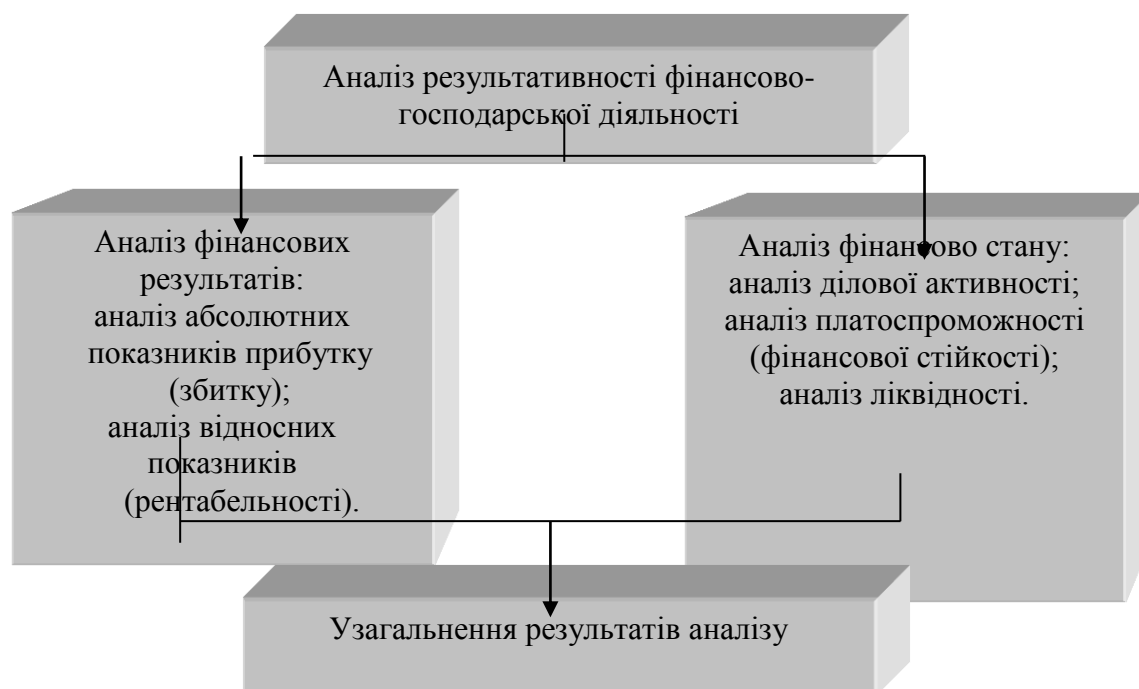 Аналіз результативності фінансово-
господарської діяльності
Аналіз фінансових
результатів:
аналіз абсолютних
показників прибутку
(збитку);
аналіз відносних
показників
(рентабельності).
Аналіз фінансово стану:
аналіз ділової активності;
аналіз платоспроможності
(фінансової стійкості);
аналіз ліквідності.
Узагальнення результатів аналізу